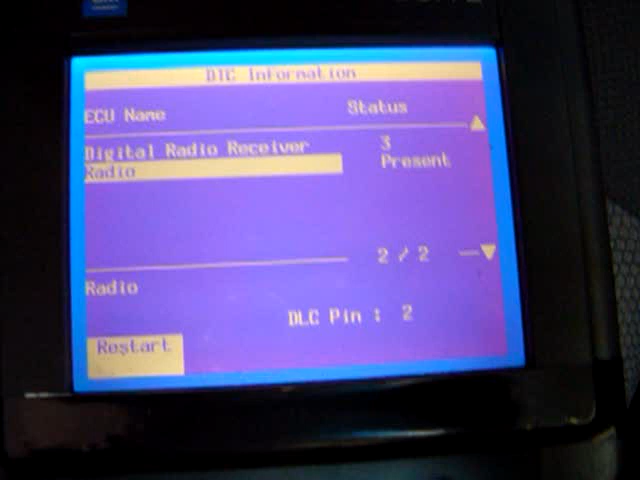 DTC Information
ECU Name Status
Digital Radio Receiver 3
Radio Present
2 / 2
Radio
DLC Pin : 2
Restart